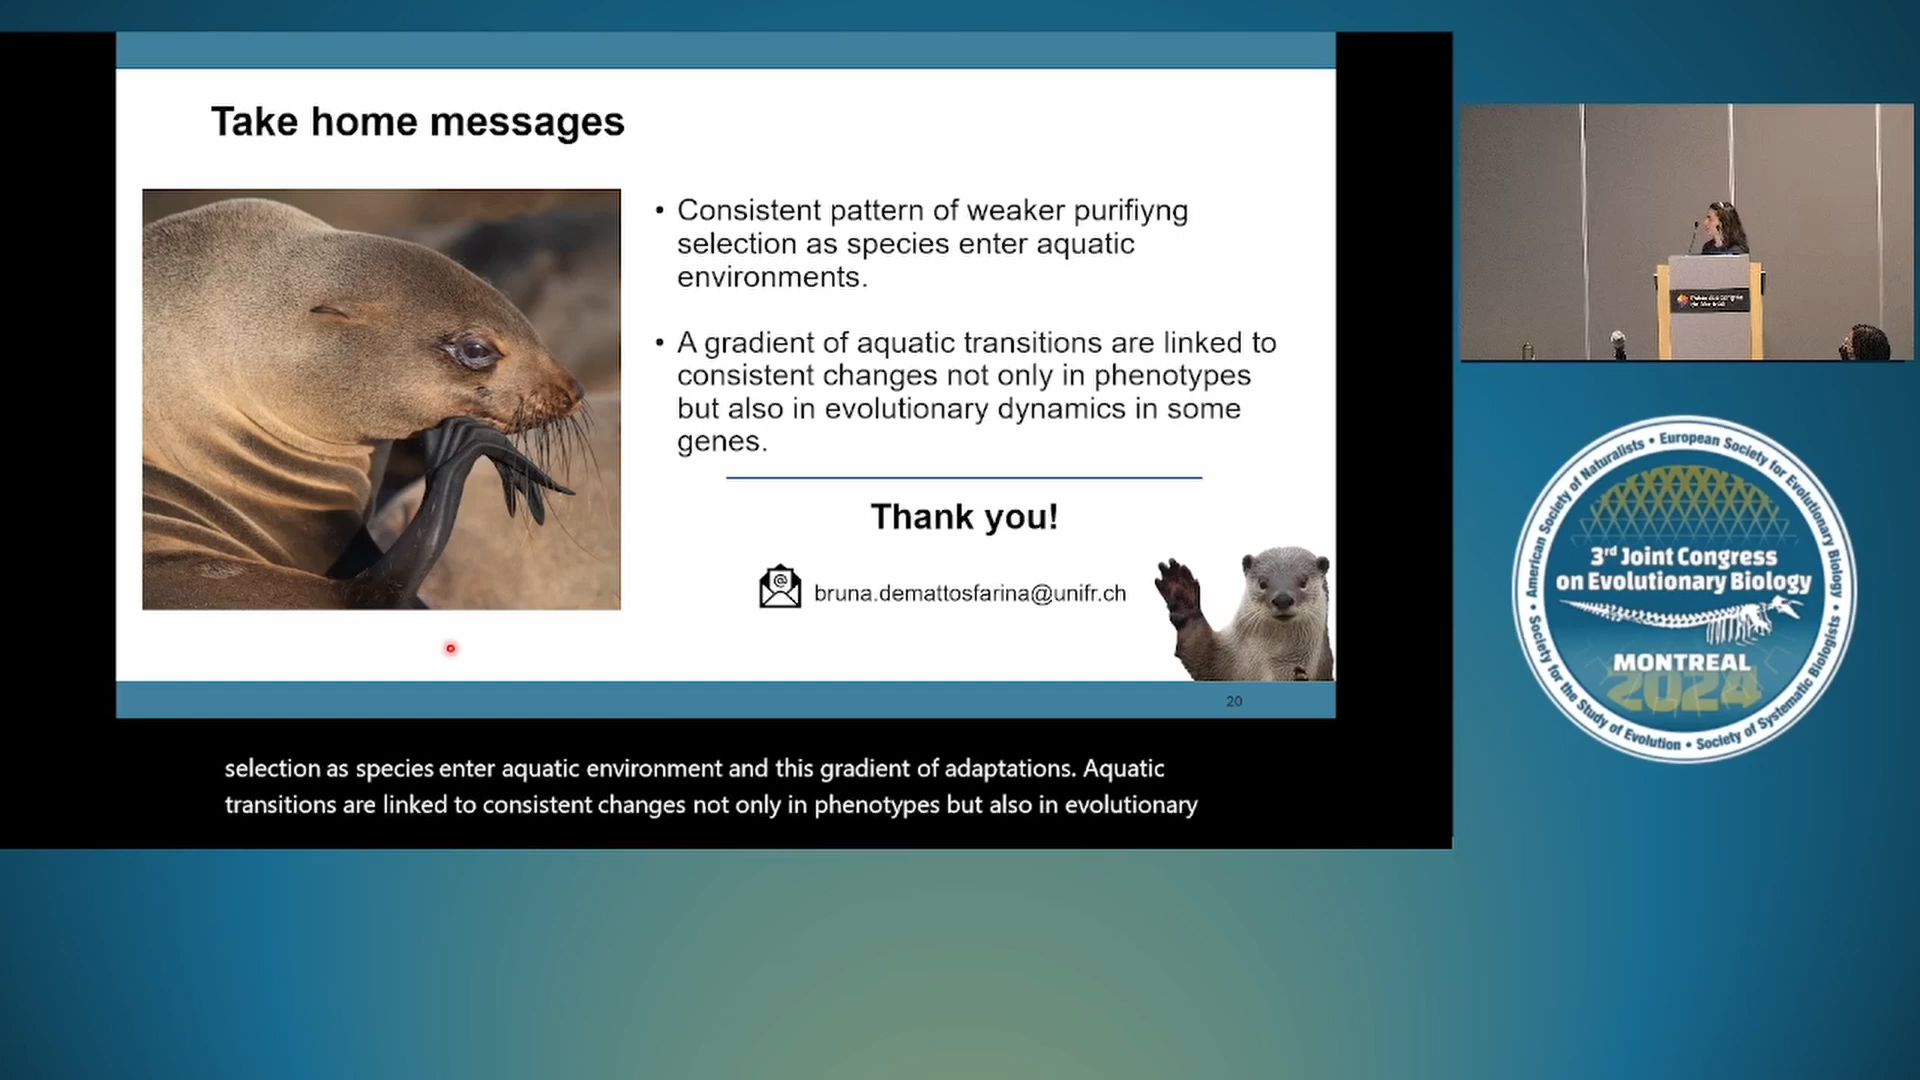 Take home messages
• Consistent pattern of weaker purifiyng
selection as species enter aquatic
environments.
• A gradient of aquatic transitions are linked to
consistent changes not only in phenotypes
but also in evolutionary dynamics in some
genes.
Thank you!
@
bruna.demattosfarina@unifr.ch
20
selection as species enter aquatic environment and this gradient of adaptations. Aquatic
transitions are linked to consistent changes not only in phenotypes but also in evolutionary
Palais des congrès
de Montréal
American Society of Naturalists • European Society for Evolutionary Biology •
Society for the Study of Evolution • Society of Systematic Biologists •
3rd Joint Congress
on Evolutionary Biology
MONTREAL
2024